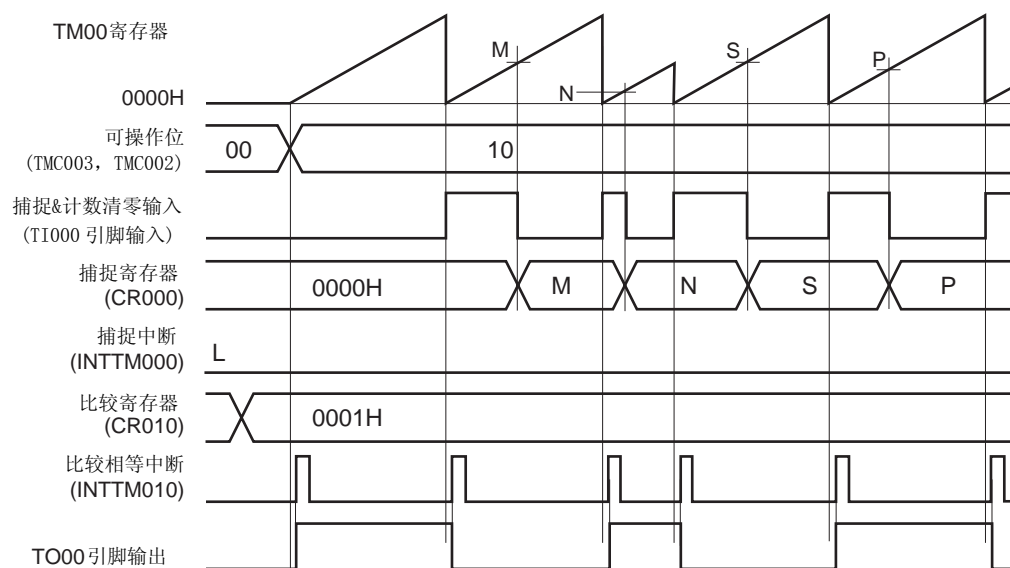 TM00寄存器
M
S
P
N
0000H
可操作位
(TMC003，TMC002)
00
10
捕捉&计数清零输入
(TI000 引脚输入)
捕捉寄存器
(CR000)
0000H
M
N
S
P
捕捉中断
(INTTM000)
L
比较寄存器
(CR010)
0001H
比较相等中断
(INTTM010)
TO00引脚输出